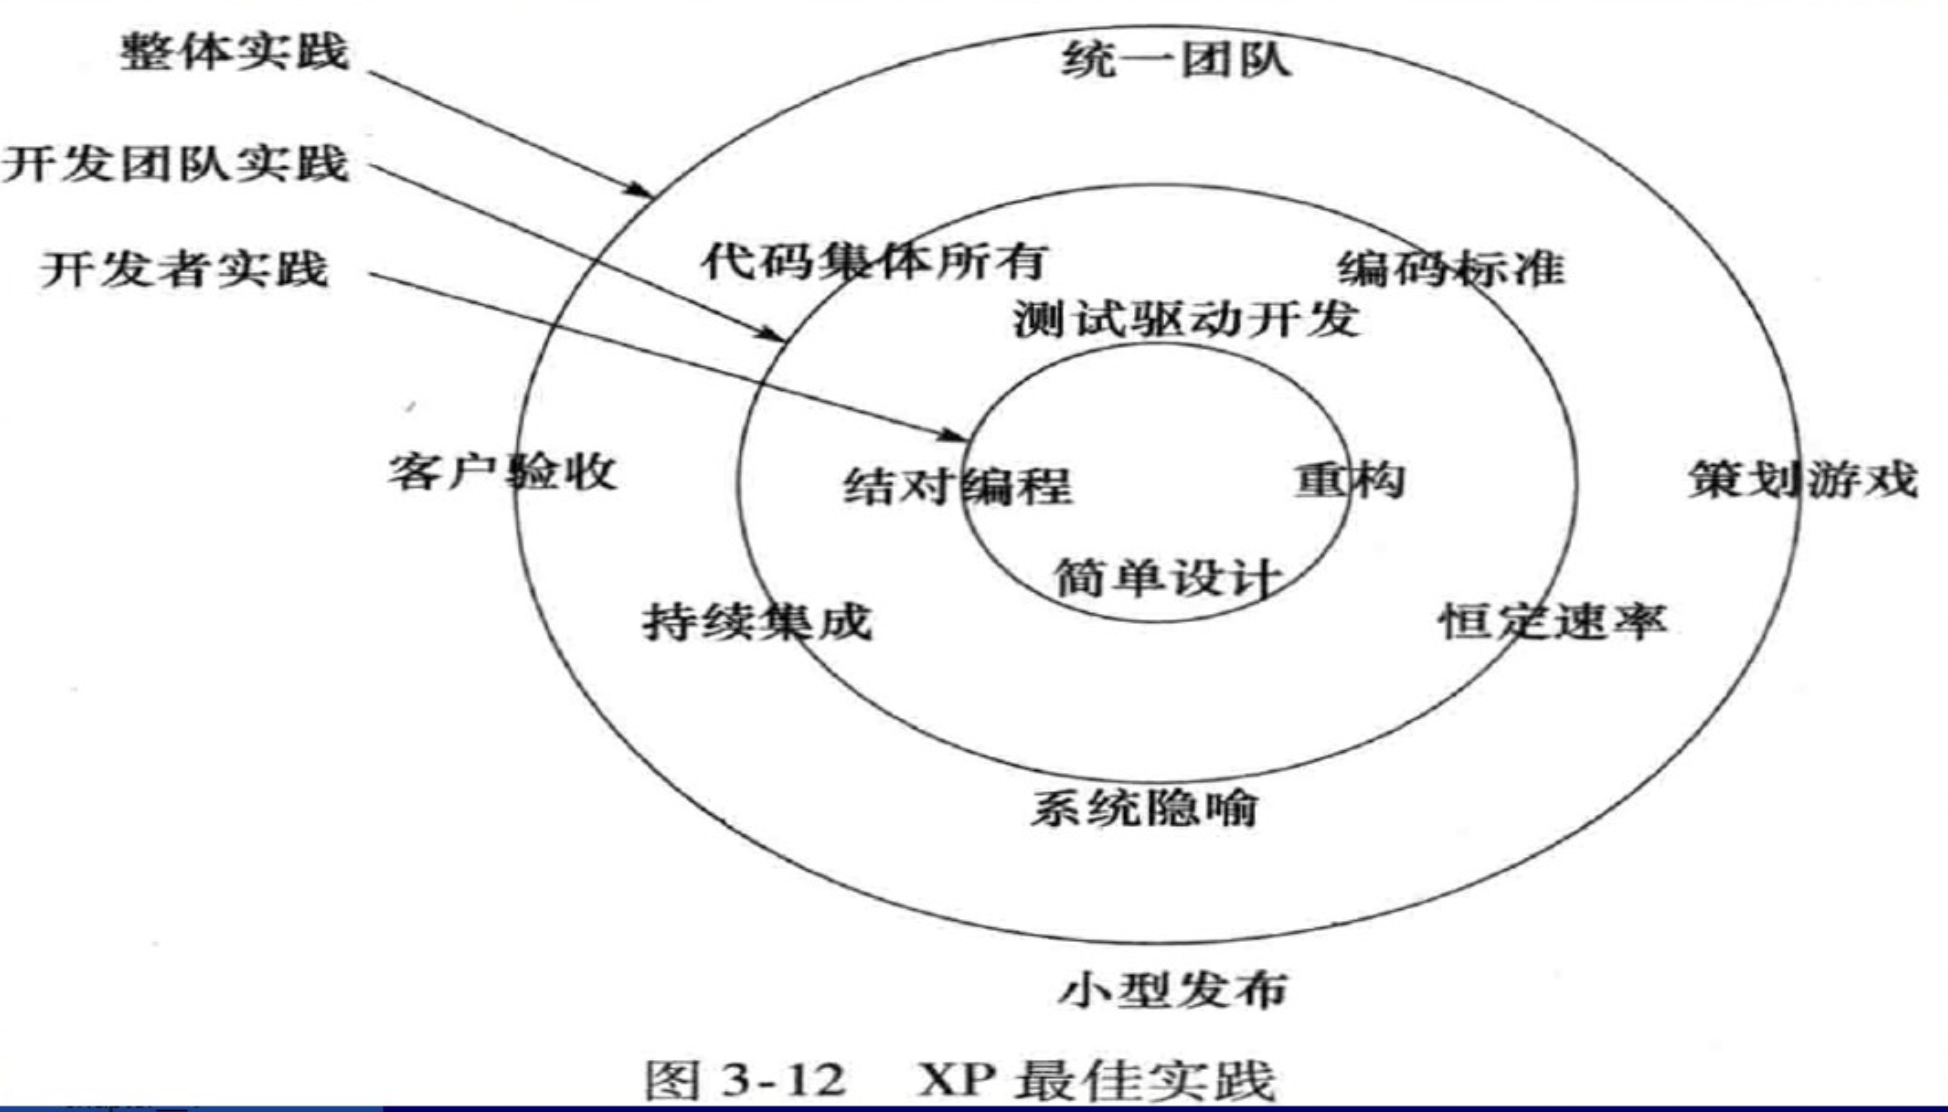 整体实践
统一团队
开发团队实践
开发者实践
代码集体所有
编码标准
测试驱动开发
客户验收
结对编程
重构
策划游戏
简单设计
持续集成
恒定速率
系统隐喻
小型发布
图 3-12 XP 最佳实践